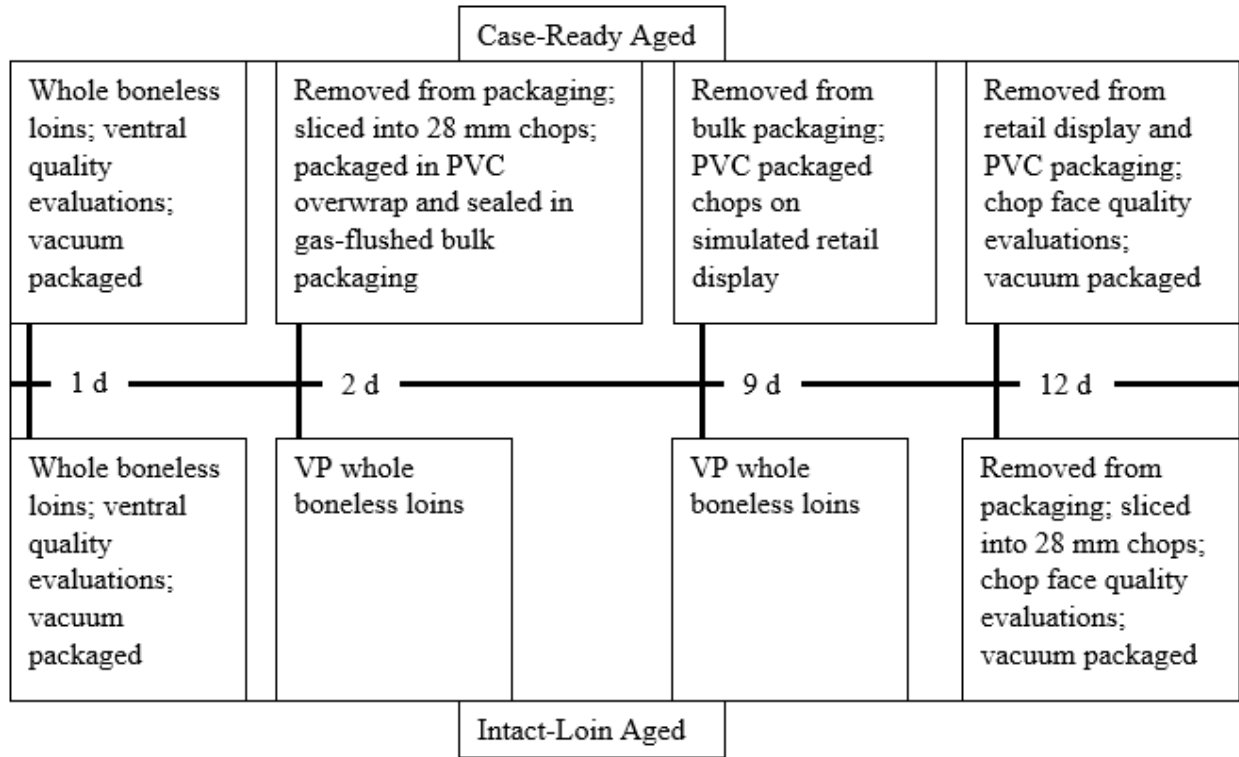 Case-Ready Aged
Whole boneless
loins; ventral
quality
evaluations;
vacuum
packaged
Removed from packaging;
sliced into 28 mm chops;
packaged in PVC
overwrap and sealed in
gas-flushed bulk
packaging
Removed from
bulk packaging;
PVC packaged
chops on
simulated retail
display
Removed from
retail display and
PVC packaging;
chop face quality
evaluations;
vacuum packaged
1 d
2 d
9 d
12 d
Whole boneless
loins; ventral
quality
evaluations;
vacuum
packaged
VP whole
boneless loins
VP whole
boneless loins
Removed from
packaging; sliced
into 28 mm chops;
chop face quality
evaluations;
vacuum packaged
Intact-Loin Aged